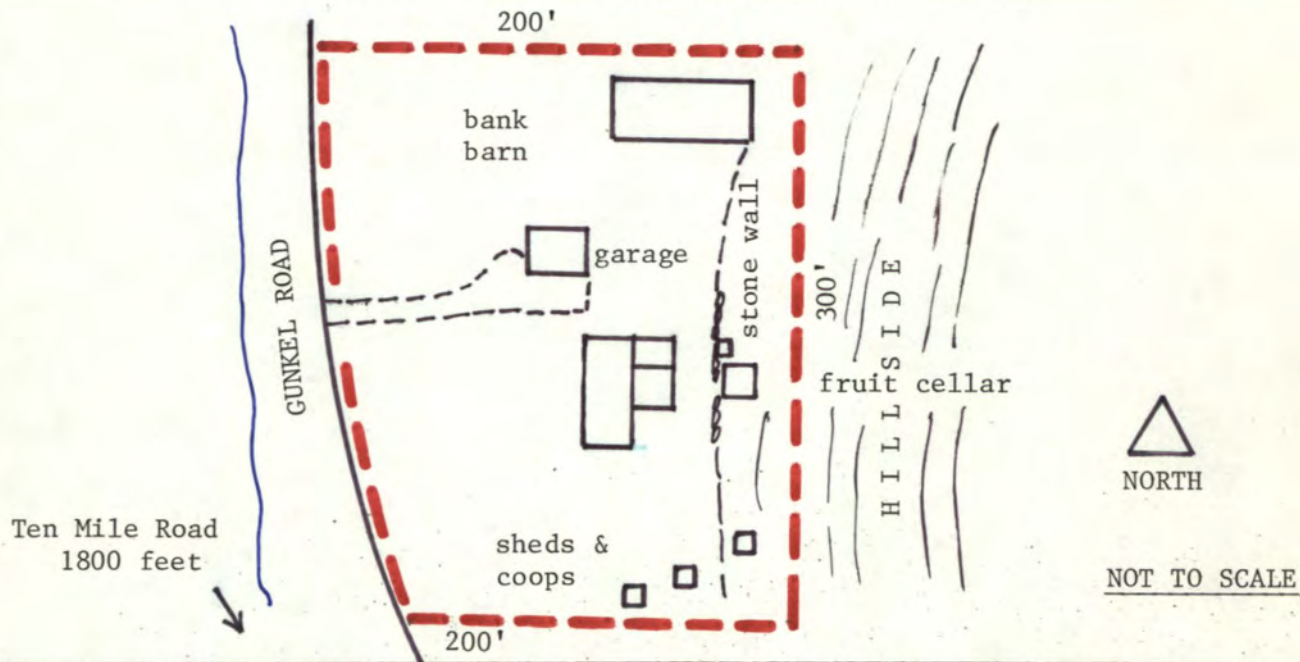 200'
bank
barn
stone wall
garage
GUNKEL ROAD
300'
HILLSIDE
fruit cellar
NORTH
Ten Mile Road
1800 feet
sheds &
coops
NOT TO SCALE
200'